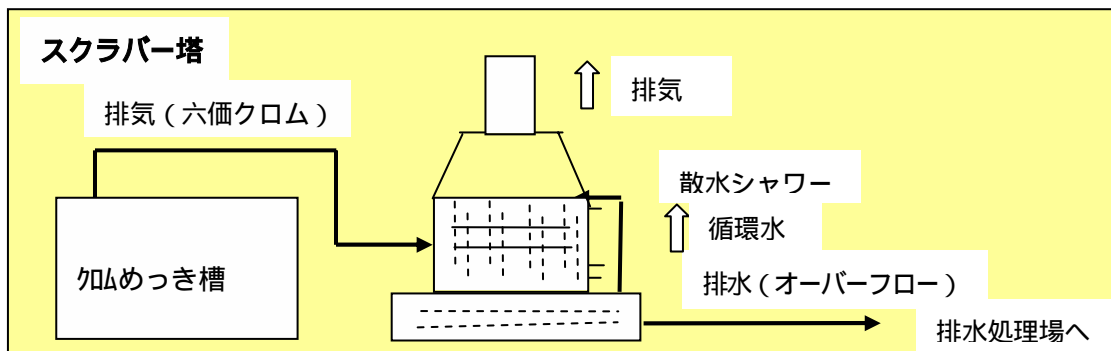 スクラバー塔
排気（六価クロム）
排気
散水シャワー
循環水
ｸﾛﾑめっき槽
排水（オーバーフロー）
排水処理場へ